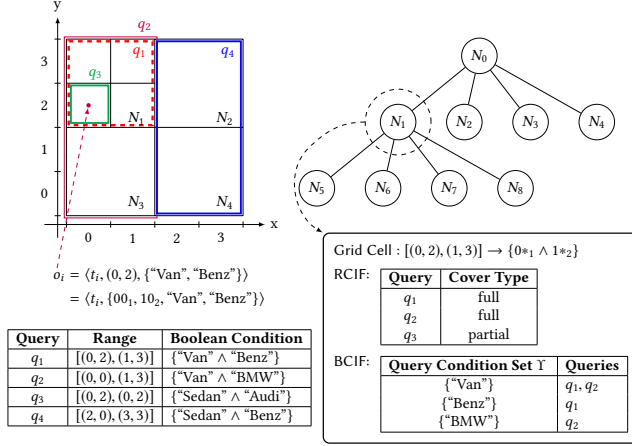 y
q2
3
q1
q4
q3
2
N1
N2
1
0
N3
N4
x
0
1
2
3
oi = ⟨ti, (0, 2), {“Van”, “Benz”}⟩
= ⟨ti, {00₁, 10₂, “Van”, “Benz”}⟩
Query Range Boolean Condition
q1 [(0, 2), (1, 3)] {“Van” ∧ “Benz”}
q2 [(0, 0), (1, 3)] {“Van” ∧ “BMW”}
q3 [(0, 2), (0, 2)] {“Sedan” ∧ “Audi”}
q4 [(2, 0), (3, 3)] {“Sedan” ∧ “Benz”}
N0
N1
N2
N3
N4
N5
N6
N7
N8
Grid Cell : [(0, 2), (1, 3)] → {0*₁ ∧ 1*₂}
RCIF:
Query Cover Type
q1 full
q2 full
q3 partial
BCIF:
Query Condition Set ϒ Queries
{“Van”} q1, q2
{“Benz”} q1
{“BMW”} q2